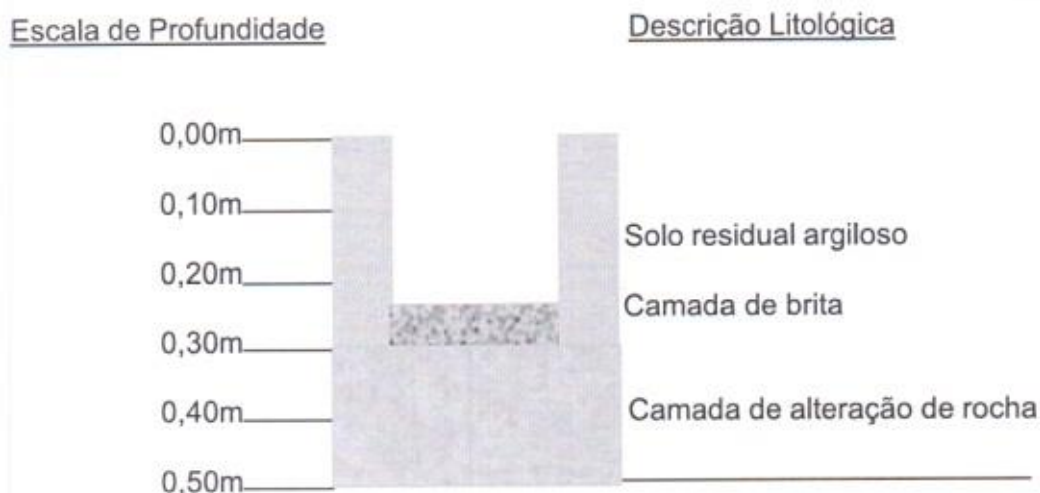 Escala de Profundidade
Descrição Litológica
0,00m
0,10m
0,20m
0,30m
0,40m
0,50m
Solo residual argiloso
Camada de brita
Camada de alteração de rocha